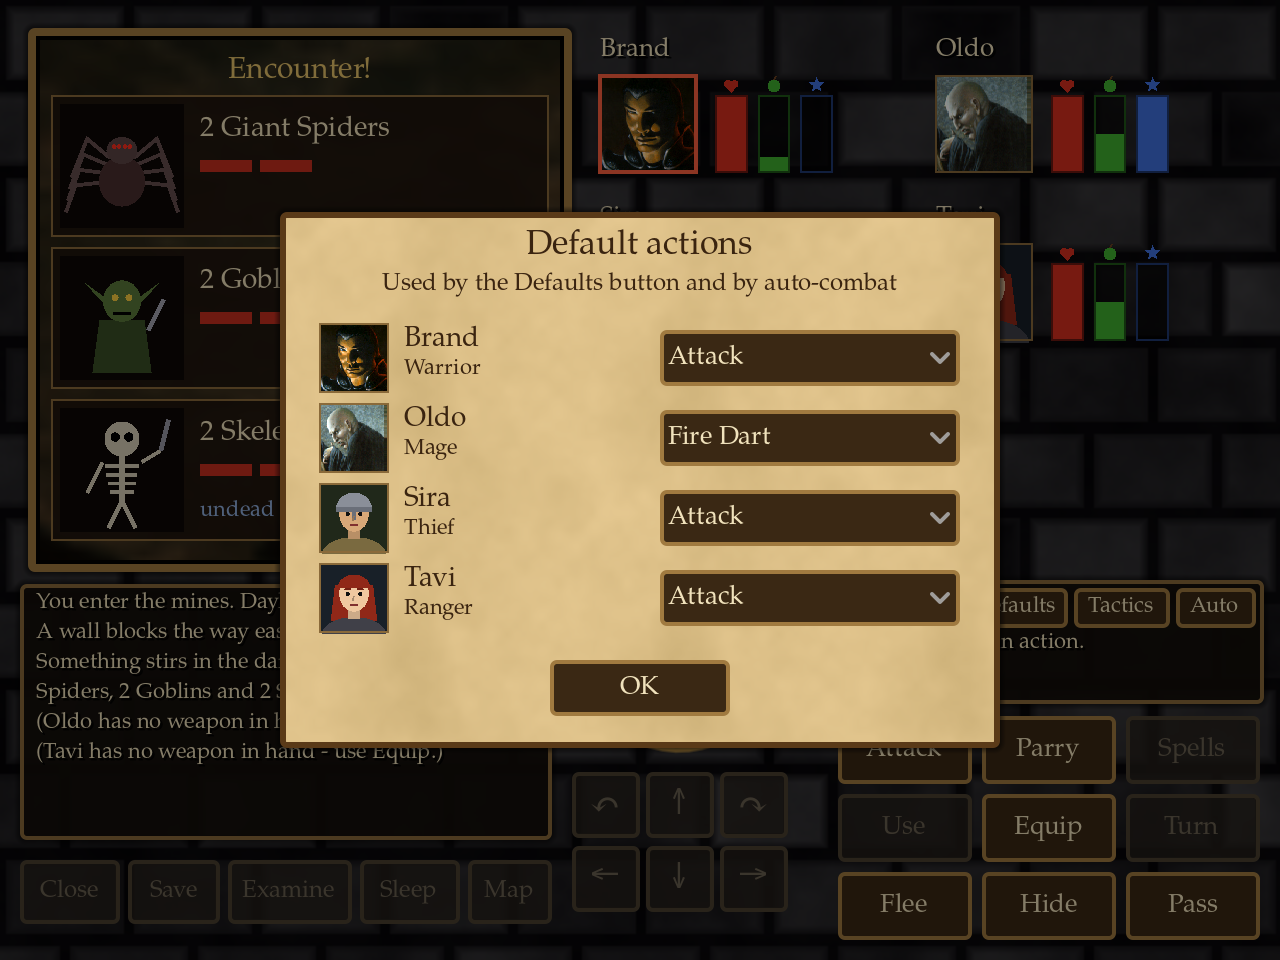 Encounter!
2 Giant Spiders
2 Gobl
2 Skele
undead
Brand
Oldo
Default actions
Used by the Defaults button and by auto-combat
Brand
Warrior
Attack
Oldo
Mage
Fire Dart
Sira
Thief
Attack
Tavi
Ranger
Attack
OK
You enter the mines. Day
A wall blocks the way eas
Something stirs in the da
Spiders, 2 Goblins and 2 S
(Oldo has no weapon in h
(Tavi has no weapon in hand - use Equip.)
faults
Tactics
Auto
n action.
Attack
Parry
Spells
Use
Equip
Turn
Flee
Hide
Pass
Close
Save
Examine
Sleep
Map